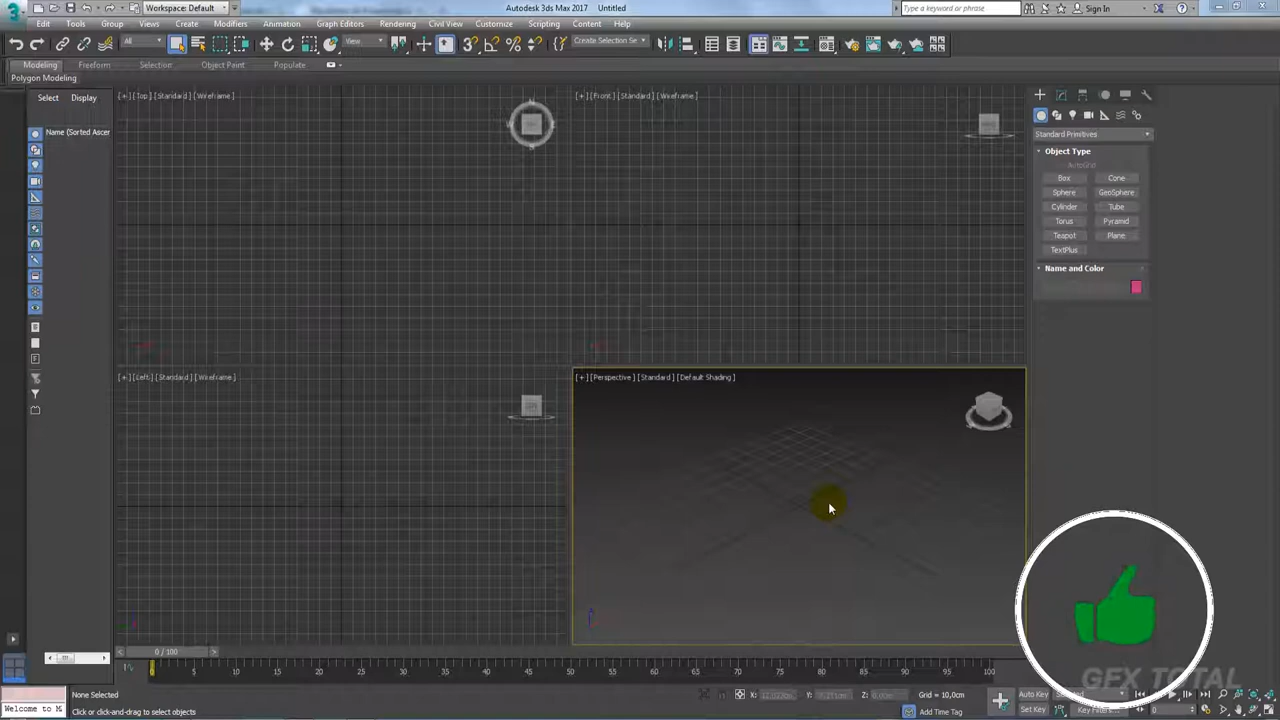 Autodesk 3ds Max 2017 Untitled
Workspace: Default
Type a keyword or phrase
Sign In
Edit Tools Group Views Create Modifiers Animation Graph Editors Rendering Civil View Customize Scripting Content Help
All
View
Create Selection Se
Modeling Freeform Selection Object Paint Populate
Polygon Modeling
Select Display
Name (Sorted Ascer
[+] [Top] [Standard] [Wireframe]
[+] [Front] [Standard] [Wireframe]
[+] [Left] [Standard] [Wireframe]
[+] [Perspective] [Standard] [Default Shading]
Standard Primitives
Object Type
AutoGrid
Box Cone
Sphere GeoSphere
Cylinder Tube
Torus Pyramid
Teapot Plane
TextPlus
Name and Color
GFX TOTAL
0 / 100
0 5 10 15 20 25 30 35 40 45 50 55 60 65 70 75 80 85 90 95 100
None Selected
X: Y: Z: Grid = 10,0cm
Auto Key Selected
Welcome to M
Click or click-and-drag to select objects
Add Time Tag
Set Key Key Filters...
0